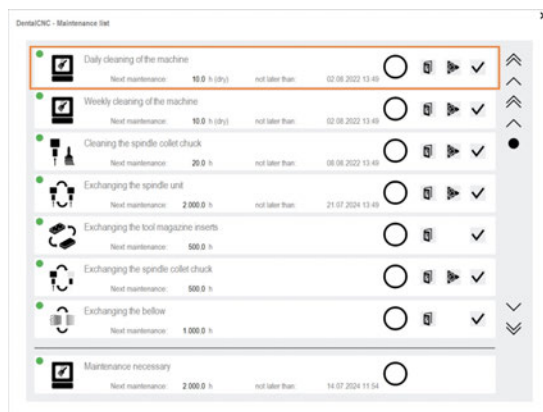 DentalCNC - Maintenance list
Daily cleaning of the machine
Next maintenance: 10.0 h (dry) not later than: 02.08.2022 13:49
Weekly cleaning of the machine
Next maintenance: 10.0 h (dry) not later than: 02.08.2022 13:49
Cleaning the spindle collet chuck
Next maintenance: 20.0 h not later than: 08.08.2022 13:49
Exchanging the spindle unit
Next maintenance: 2 000.0 h not later than: 21.07.2024 13:49
Exchanging the tool magazine inserts
Next maintenance: 500.0 h
Exchanging the spindle collet chuck
Next maintenance: 500.0 h
Exchanging the bellow
Next maintenance: 1 000.0 h
Maintenance necessary
Next maintenance: 2 000.0 h not later than: 14.07.2024 11:54